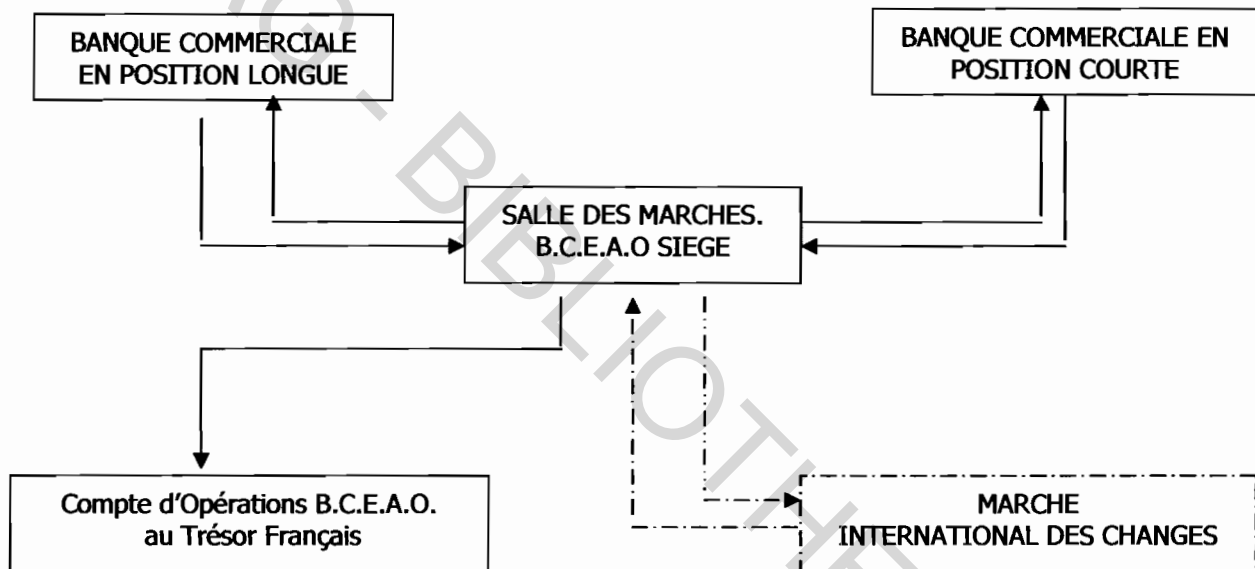 BANQUE COMMERCIALE
EN POSITION LONGUE
BANQUE COMMERCIALE EN
POSITION COURTE
SALLE DES MARCHES.
B.C.E.A.O SIEGE
Compte d'Opérations B.C.E.A.O.
au Trésor Français
MARCHE
INTERNATIONAL DES CHANGES
G - BIBLIOTHE